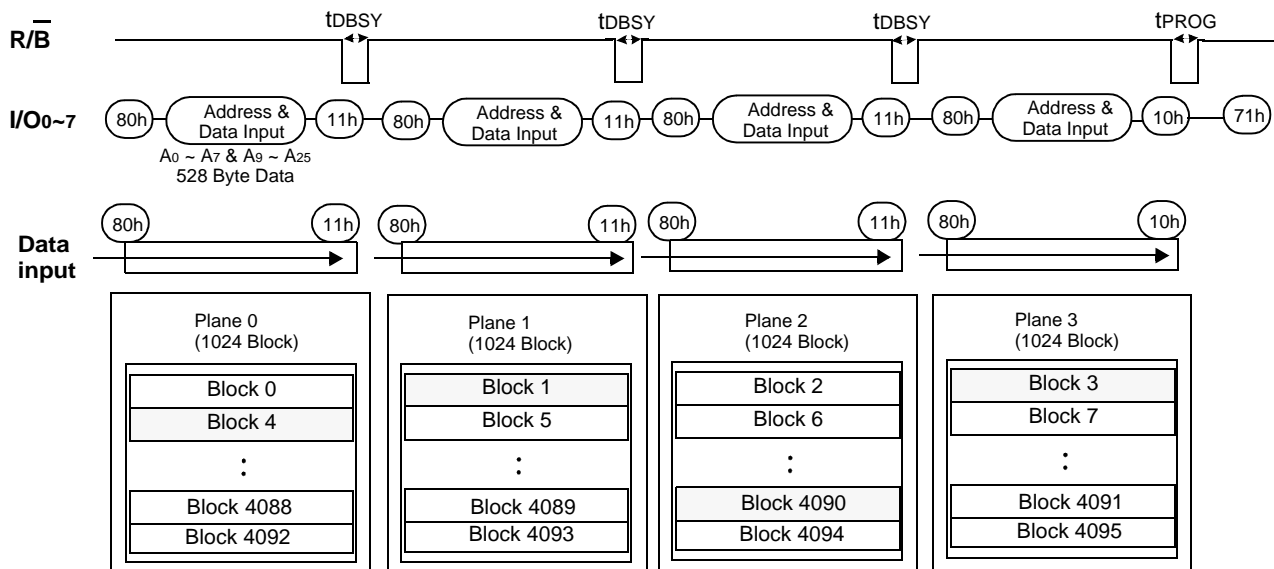 tDBSY tDBSY tDBSY tPROG
R/B
I/O0~7 80h Address & Data Input 11h 80h Address & Data Input 11h 80h Address & Data Input 11h 80h Address & Data Input 10h 71h
A0 ~ A7 & A9 ~ A25
528 Byte Data
80h 11h 80h 11h 80h 11h 80h 10h
Data
input
Plane 0
(1024 Block)
Block 0
Block 4
:
Block 4088
Block 4092
Plane 1
(1024 Block)
Block 1
Block 5
:
Block 4089
Block 4093
Plane 2
(1024 Block)
Block 2
Block 6
:
Block 4090
Block 4094
Plane 3
(1024 Block)
Block 3
Block 7
:
Block 4091
Block 4095